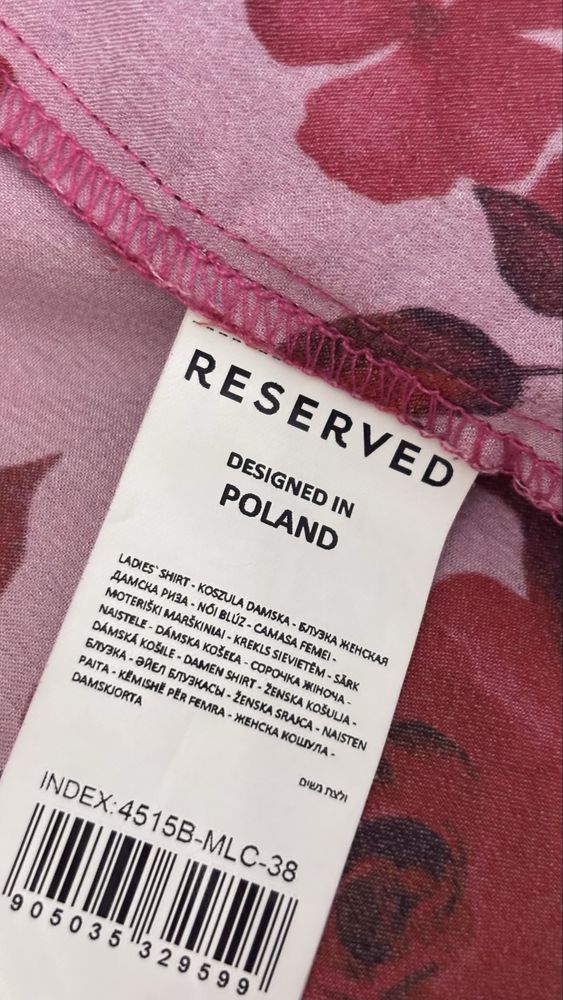 RESERVED
DESIGNED IN
POLAND
LADIES` SHIRT - KOSZULA DAMSKA - БЛУЗКА ЖЕНСКАЯ
ДАМСКА РИЗА - NŐI BLÚZ - CAMASA FEMEI -
MOTERIŠKI MARŠKINIAI - KREKLS SIEVIETĒM - SÄRK
NAISTELE - DÁMSKA KOŠEĽA - СОРОЧКА ЖІНОЧА -
DÁMSKÁ KOŠILE - DAMEN SHIRT - ŽENSKA KOŠULJA -
БЛУЗКА - ӘЙЕЛ БЛУЗКАСЫ - ŽENSKA SRAJCA - NAISTEN
PAITA - KËMISHË PËR FEMRA - ЖЕНСКА КОШУЛА -
DAMSKJORTA
ולצת נשים
INDEX:4515B-MLC-38
905035 329599